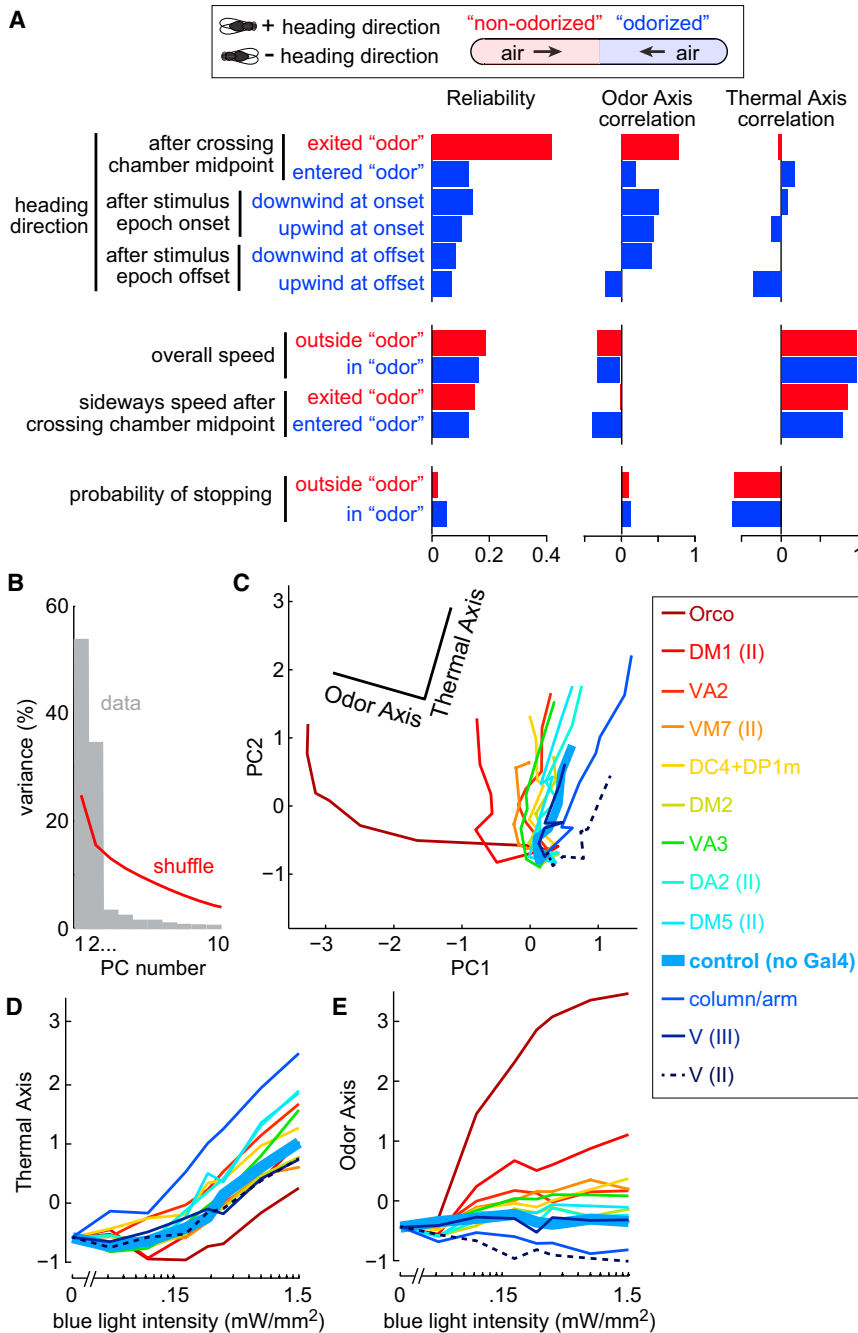 A
+ heading direction
− heading direction
"non-odorized" "odorized"
air air
Reliability
Odor Axis
correlation
Thermal Axis
correlation
heading
direction
after crossing
chamber midpoint
exited "odor"
entered "odor"
after stimulus
epoch onset
downwind at onset
upwind at onset
after stimulus
epoch offset
downwind at offset
upwind at offset
overall speed
outside "odor"
in "odor"
sideways speed after
crossing chamber midpoint
exited "odor"
entered "odor"
probability of stopping
outside "odor"
in "odor"
0 0.2 0.4
0 1
0 1
B
60
40
20
0
variance (%)
data
shuffle
1 2... 10
PC number
C
3
2
1
0
−1
PC2
Odor Axis
Thermal Axis
−3 −2 −1 0 1
PC1
Orco
DM1 (II)
VA2
VM7 (II)
DC4+DP1m
DM2
VA3
DA2 (II)
DM5 (II)
control (no Gal4)
column/arm
V (III)
V (II)
D
3
2
1
0
−1
Thermal Axis
0 .15 1.5
blue light intensity (mW/mm²)
E
3
2
1
0
−1
Odor Axis
0 .15 1.5
blue light intensity (mW/mm²)